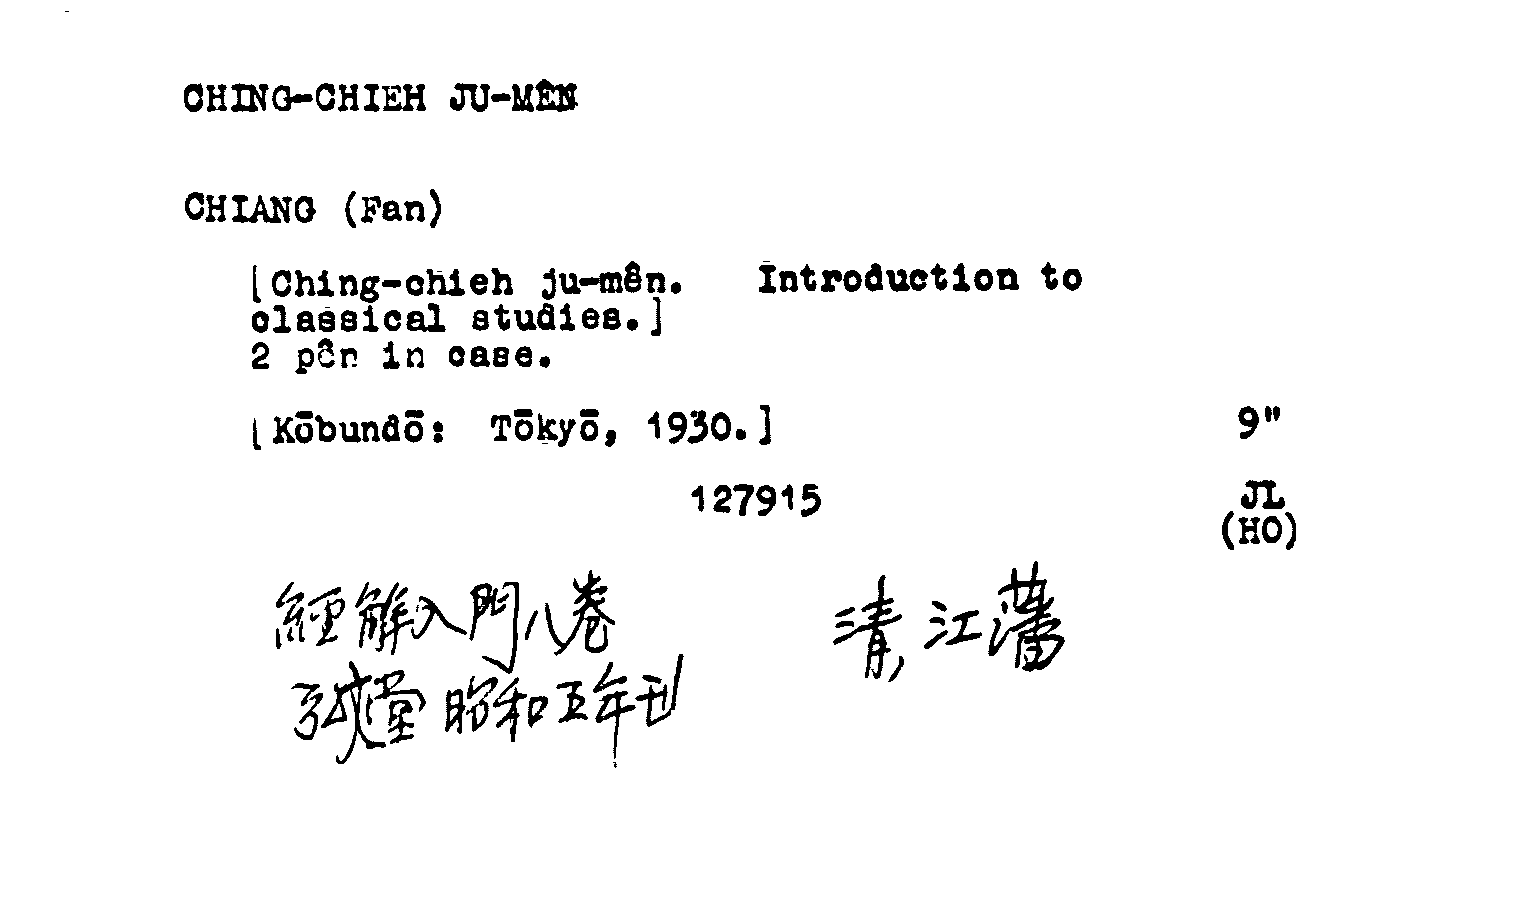 CHING-CHIEH JU-MÊN
CHIANG (Fan)
[Ching-chieh ju-mên. Introduction to
classical studies.]
2 pên in case.
[Kōbundō: Tōkyō, 1930.] 9"
127915 JL
(HO)
經解入門八卷 清,江藩
弘文堂 昭和五年刊